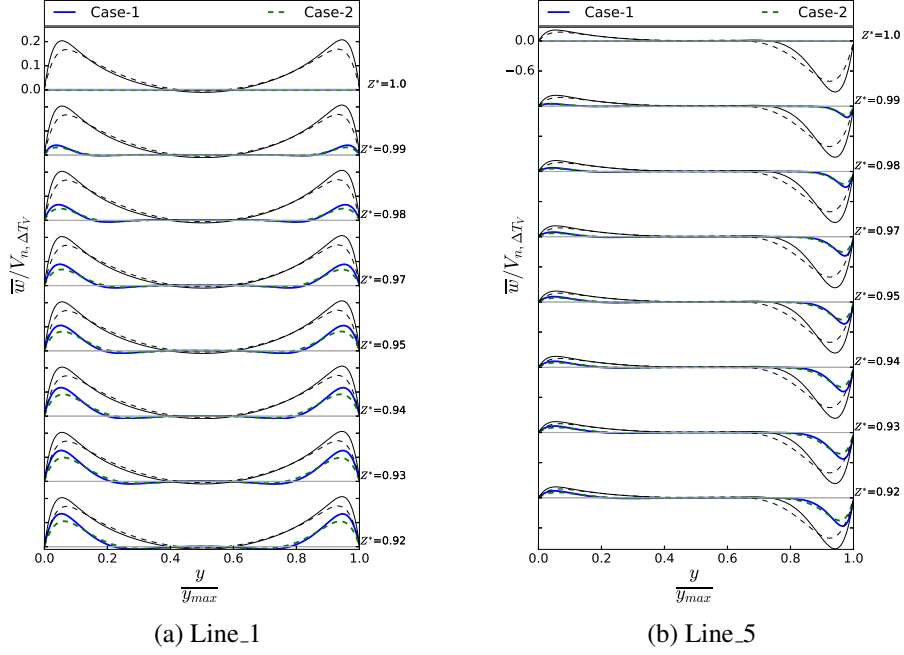 Case-1 Case-2
0.2
0.0
Z*=1.0
Z*=0.99
Z*=0.98
Z*=0.97
Z*=0.95
Z*=0.94
Z*=0.93
Z*=0.92
w̅/V_{n, ΔT_V}
0.0 0.2 0.4 0.6 0.8 1.0
y
y_{max}
(a) Line_1
Case-1 Case-2
0.0
−0.6
Z*=1.0
Z*=0.99
Z*=0.98
Z*=0.97
Z*=0.95
Z*=0.94
Z*=0.93
Z*=0.92
w̅/V_{n, ΔT_V}
0.0 0.2 0.4 0.6 0.8 1.0
y
y_{max}
(b) Line_5